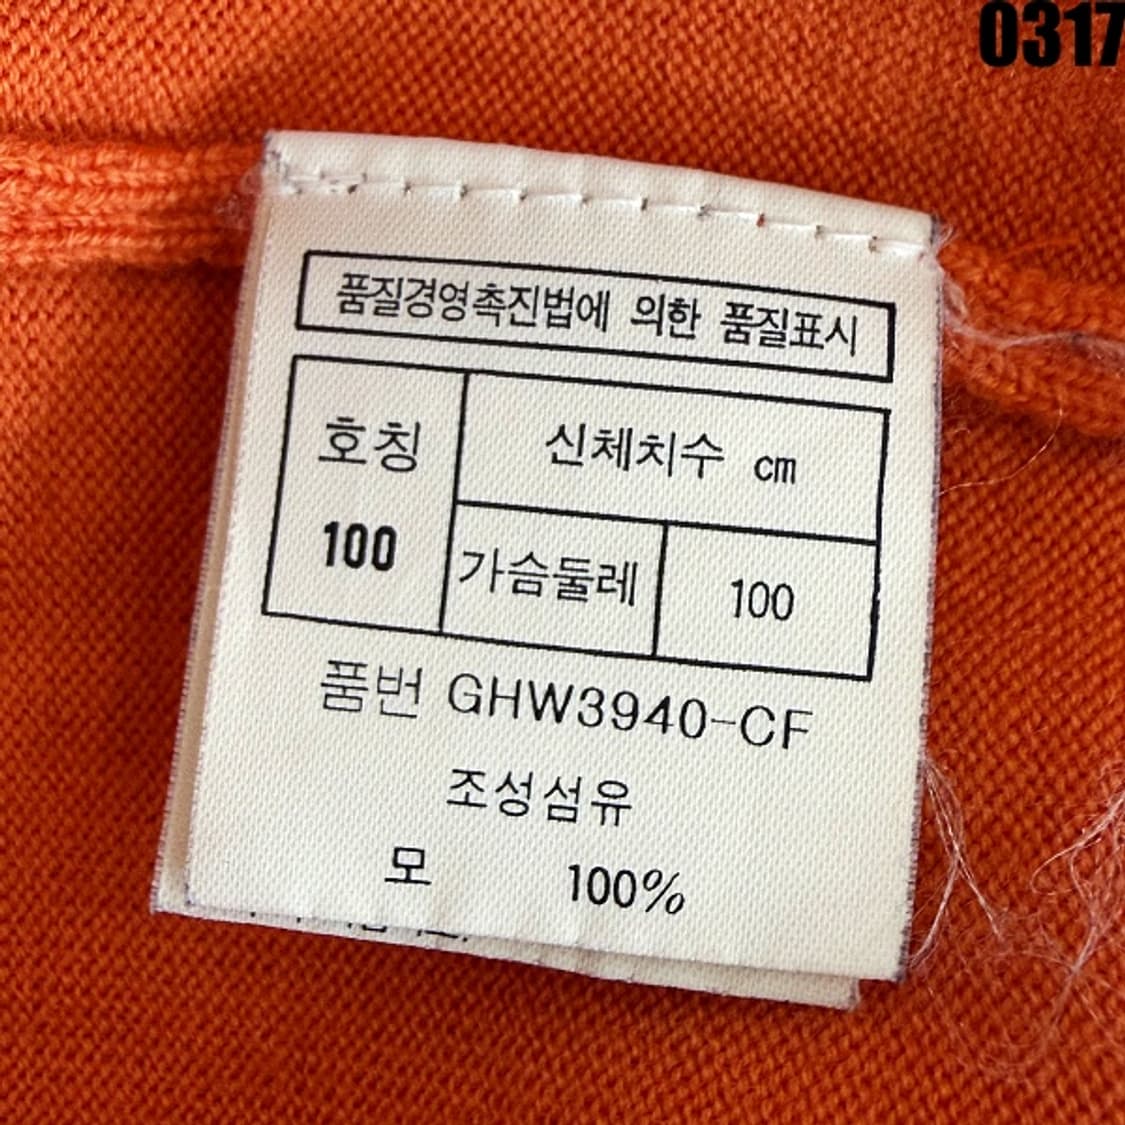 0317
품질경영촉진법에 의한 품질표시
호칭
100
신체치수 cm
가슴둘레 100
품번 GHW3940-CF
조성섬유
모 100%